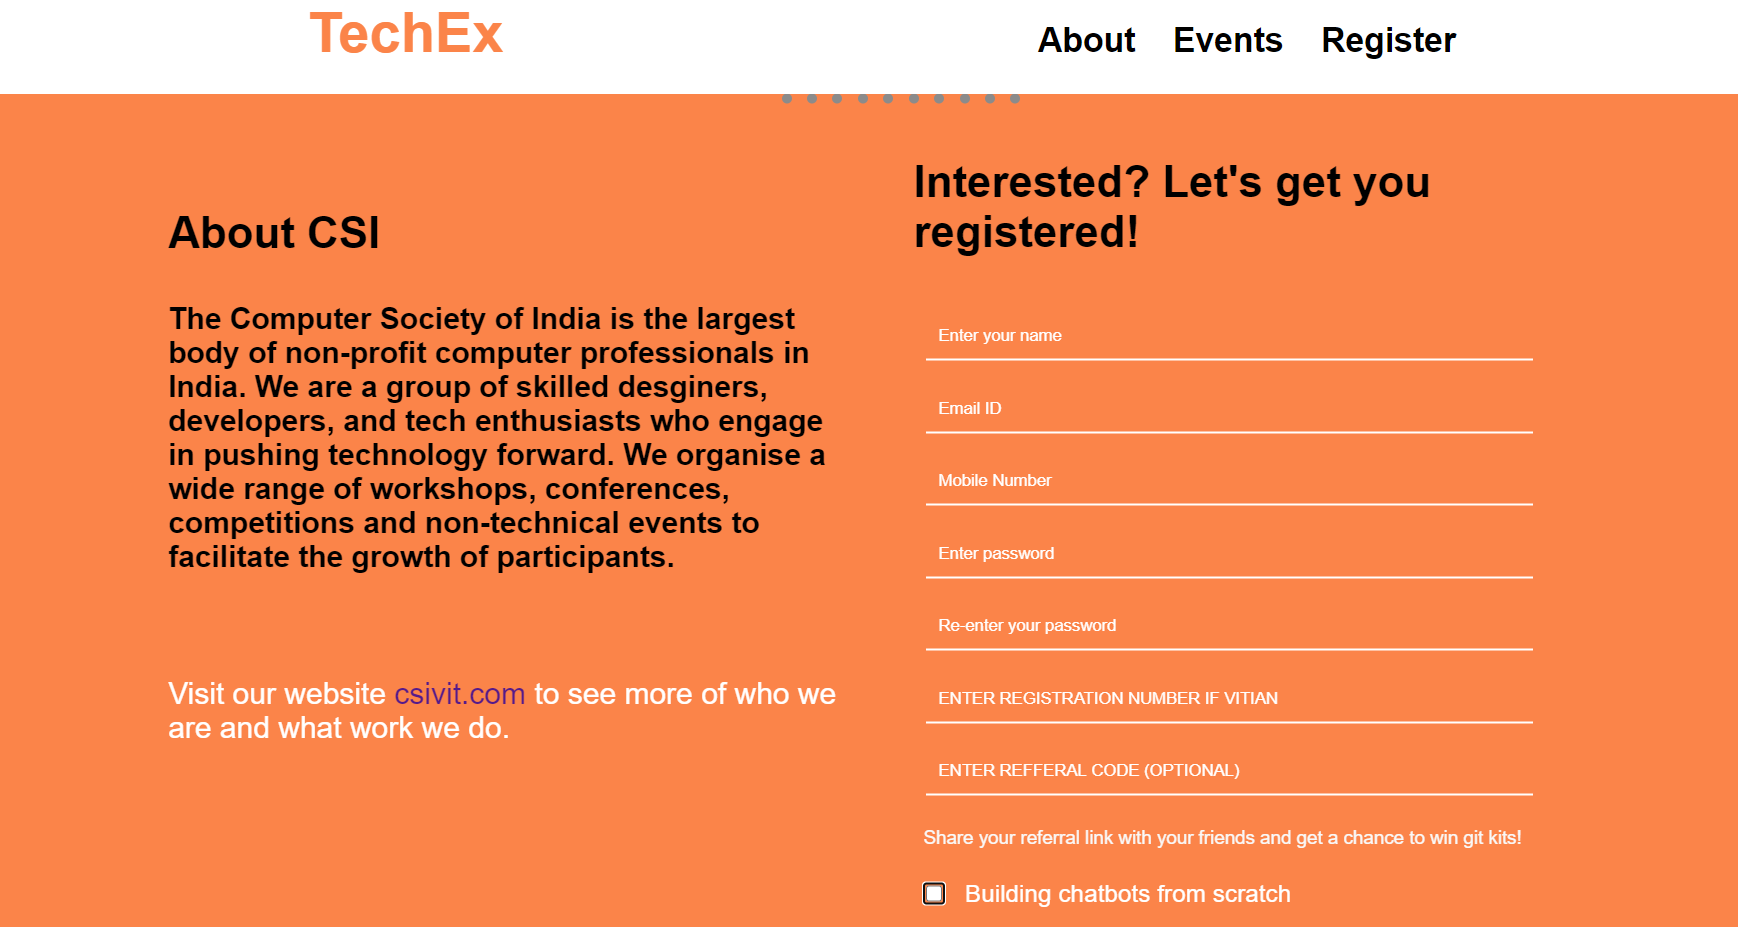 TechEx
About Events Register
About CSI
The Computer Society of India is the largest
body of non-profit computer professionals in
India. We are a group of skilled desginers,
developers, and tech enthusiasts who engage
in pushing technology forward. We organise a
wide range of workshops, conferences,
competitions and non-technical events to
facilitate the growth of participants.
Visit our website csivit.com to see more of who we
are and what work we do.
Interested? Let's get you
registered!
Enter your name
Email ID
Mobile Number
Enter password
Re-enter your password
ENTER REGISTRATION NUMBER IF VITIAN
ENTER REFFERAL CODE (OPTIONAL)
Share your referral link with your friends and get a chance to win git kits!
Building chatbots from scratch